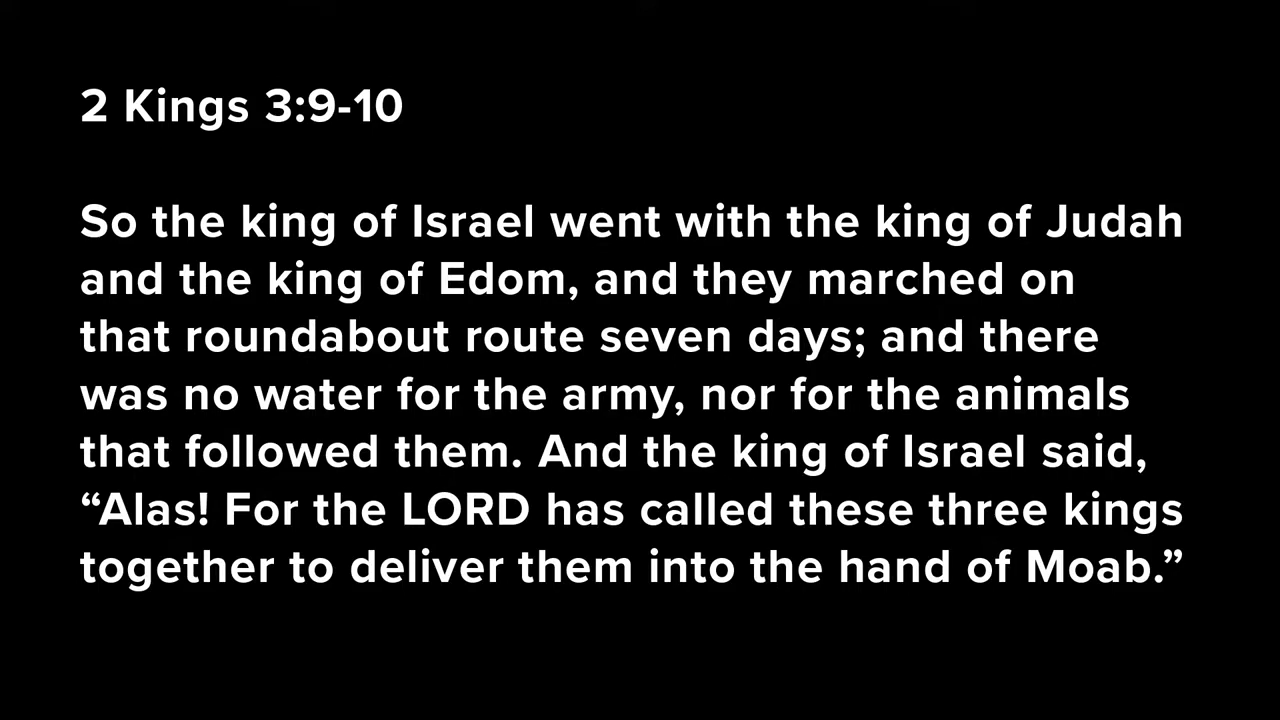 2 Kings 3:9-10
So the king of Israel went with the king of Judah
and the king of Edom, and they marched on
that roundabout route seven days; and there
was no water for the army, nor for the animals
that followed them. And the king of Israel said,
“Alas! For the LORD has called these three kings
together to deliver them into the hand of Moab.”